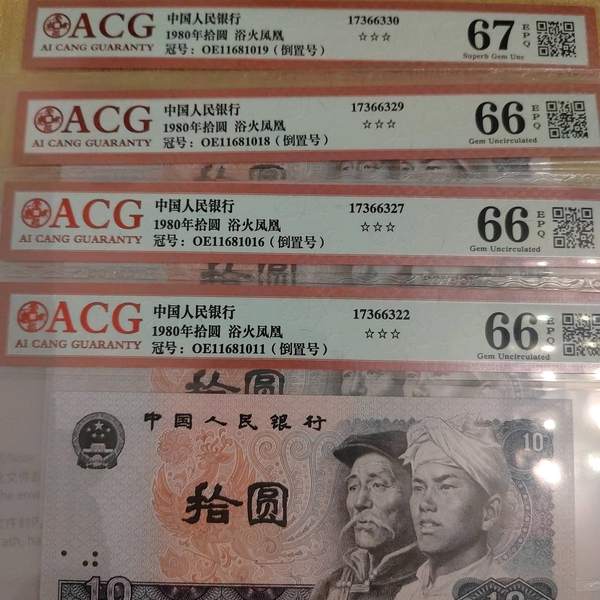 ACG
AI CANG GUARANTY
中国人民银行
1980年拾圆 浴火凤凰
冠号：OE11681019（倒置号）
17366330
☆☆☆
67
EPQ
Superb Gem Unc
ACG
AI CANG GUARANTY
中国人民银行
1980年拾圆 浴火凤凰
冠号：OE11681018（倒置号）
17366329
☆☆☆
66
EPQ
Gem Uncirculated
ACG
AI CANG GUARANTY
中国人民银行
1980年拾圆 浴火凤凰
冠号：OE11681016（倒置号）
17366327
☆☆☆
66
EPQ
Gem Uncirculated
拾圆
ACG
AI CANG GUARANTY
中国人民银行
1980年拾圆 浴火凤凰
冠号：OE11681011（倒置号）
17366322
☆☆☆
66
EPQ
Gem Uncirculated
拾圆
中国人民银行
10
拾圆
10
10